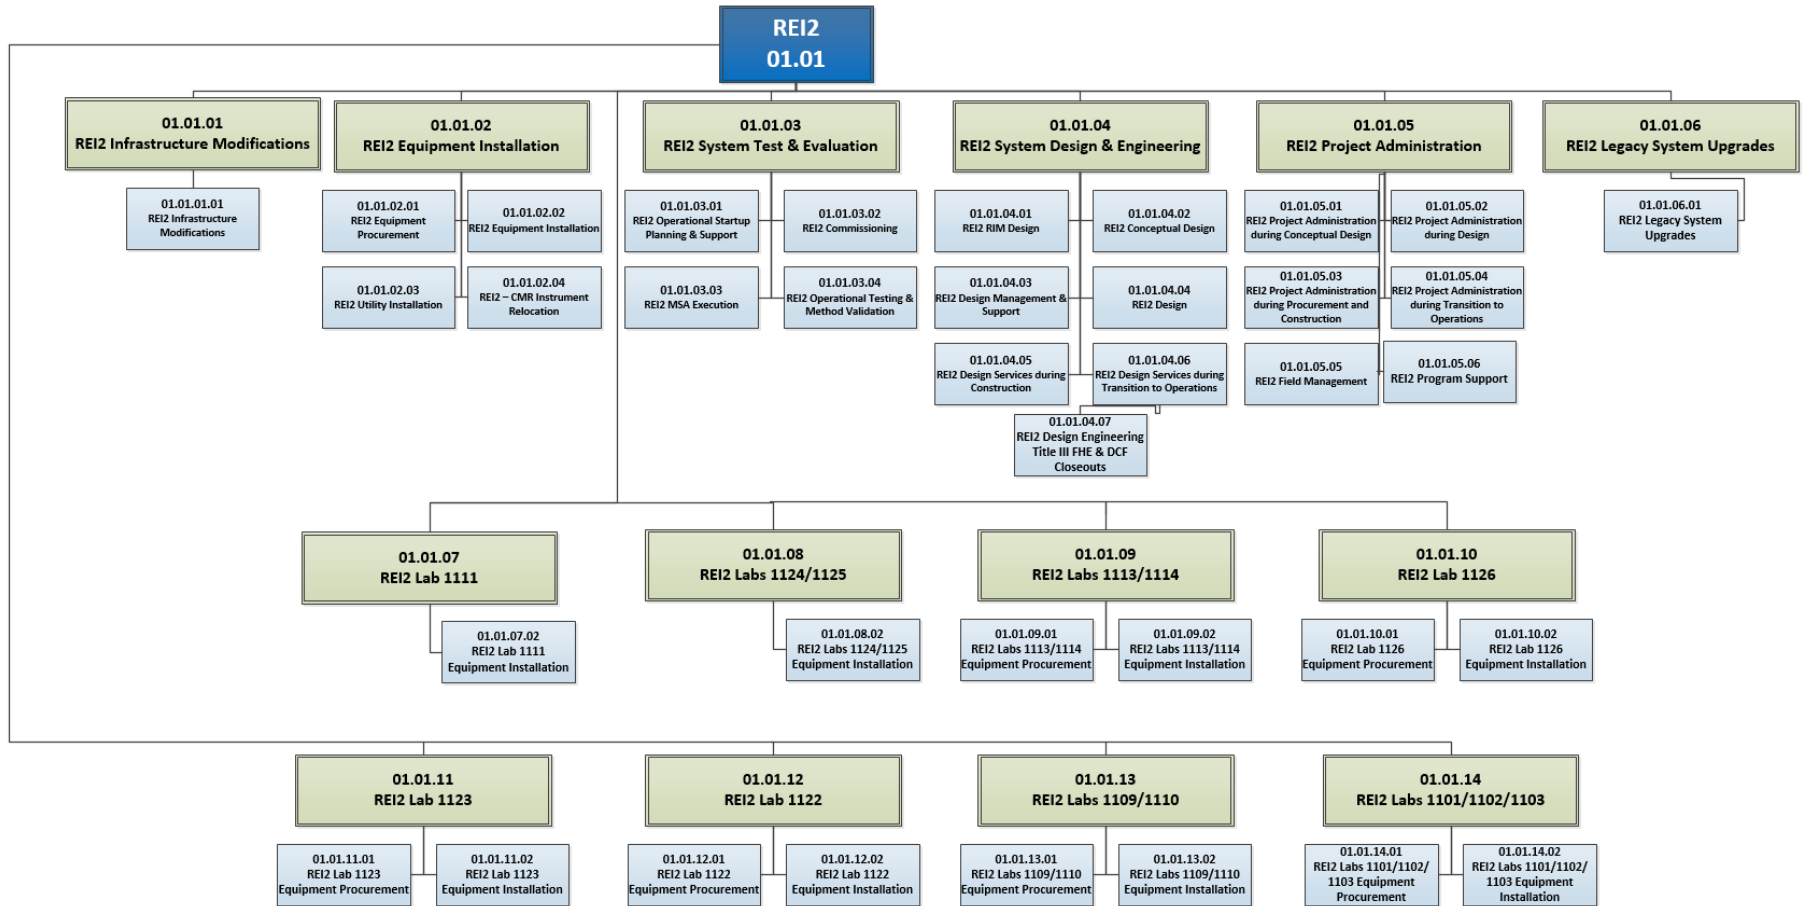 REI2
01.01
01.01.01
REI2 Infrastructure Modifications
01.01.02
REI2 Equipment Installation
01.01.03
REI2 System Test & Evaluation
01.01.04
REI2 System Design & Engineering
01.01.05
REI2 Project Administration
01.01.06
REI2 Legacy System Upgrades
01.01.01.01
REI2 Infrastructure
Modifications
01.01.02.01
REI2 Equipment
Procurement
01.01.02.02
REI2 Equipment Installation
01.01.03.01
REI2 Operational Startup
Planning & Support
01.01.03.02
REI2 Commissioning
01.01.04.01
REI2 RIM Design
01.01.04.02
REI2 Conceptual Design
01.01.05.01
REI2 Project Administration
during Conceptual Design
01.01.05.02
REI2 Project Administration
during Design
01.01.06.01
REI2 Legacy System
Upgrades
01.01.02.03
REI2 Utility Installation
01.01.02.04
REI2 – CMR Instrument
Relocation
01.01.03.03
REI2 MSA Execution
01.01.03.04
REI2 Operational Testing &
Method Validation
01.01.04.03
REI2 Design Management &
Support
01.01.04.04
REI2 Design
01.01.05.03
REI2 Project Administration
during Procurement and
Construction
01.01.05.04
REI2 Project Administration
during Transition to
Operations
01.01.04.05
REI2 Design Services during
Construction
01.01.04.06
REI2 Design Services during
Transition to Operations
01.01.05.05
REI2 Field Management
01.01.05.06
REI2 Program Support
01.01.04.07
REI2 Design Engineering
Title III FHE & DCF
Closeouts
01.01.07
REI2 Lab 1111
01.01.08
REI2 Labs 1124/1125
01.01.09
REI2 Labs 1113/1114
01.01.10
REI2 Lab 1126
01.01.07.02
REI2 Lab 1111
Equipment Installation
01.01.08.02
REI2 Labs 1124/1125
Equipment Installation
01.01.09.01
REI2 Labs 1113/1114
Equipment Procurement
01.01.09.02
REI2 Labs 1113/1114
Equipment Installation
01.01.10.01
REI2 Lab 1126
Equipment Procurement
01.01.10.02
REI2 Lab 1126
Equipment Installation
01.01.11
REI2 Lab 1123
01.01.12
REI2 Lab 1122
01.01.13
REI2 Labs 1109/1110
01.01.14
REI2 Labs 1101/1102/1103
01.01.11.01
REI2 Lab 1123
Equipment Procurement
01.01.11.02
REI2 Lab 1123
Equipment Installation
01.01.12.01
REI2 Lab 1122
Equipment Procurement
01.01.12.02
REI2 Lab 1122
Equipment Installation
01.01.13.01
REI2 Labs 1109/1110
Equipment Procurement
01.01.13.02
REI2 Labs 1109/1110
Equipment Installation
01.01.14.01
REI2 Labs 1101/1102/
1103 Equipment
Procurement
01.01.14.02
REI2 Labs 1101/1102/
1103 Equipment
Installation